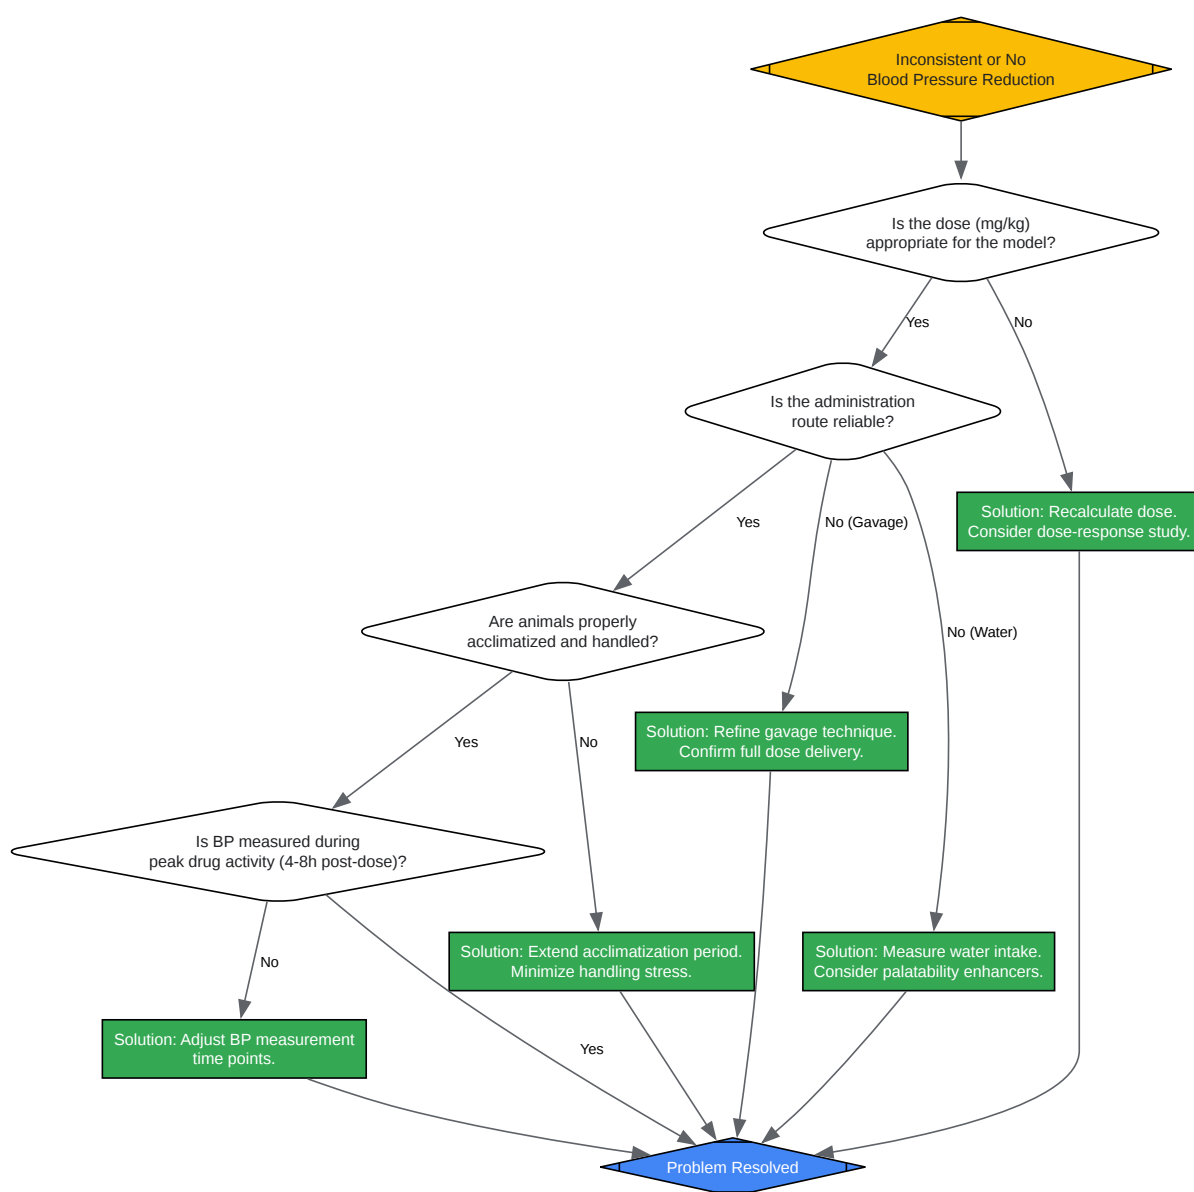 Inconsistent or No
Blood Pressure Reduction
Is the dose (mg/kg)
appropriate for the model?
Yes
No
Is the administration
route reliable?
Solution: Recalculate dose.
Consider dose-response study.
Yes
No (Gavage)
No (Water)
Are animals properly
acclimatized and handled?
Solution: Refine gavage technique.
Confirm full dose delivery.
Yes
No
Is BP measured during
peak drug activity (4-8h post-dose)?
Solution: Extend acclimatization period.
Minimize handling stress.
Solution: Measure water intake.
Consider palatability enhancers.
No
Solution: Adjust BP measurement
time points.
Yes
Problem Resolved